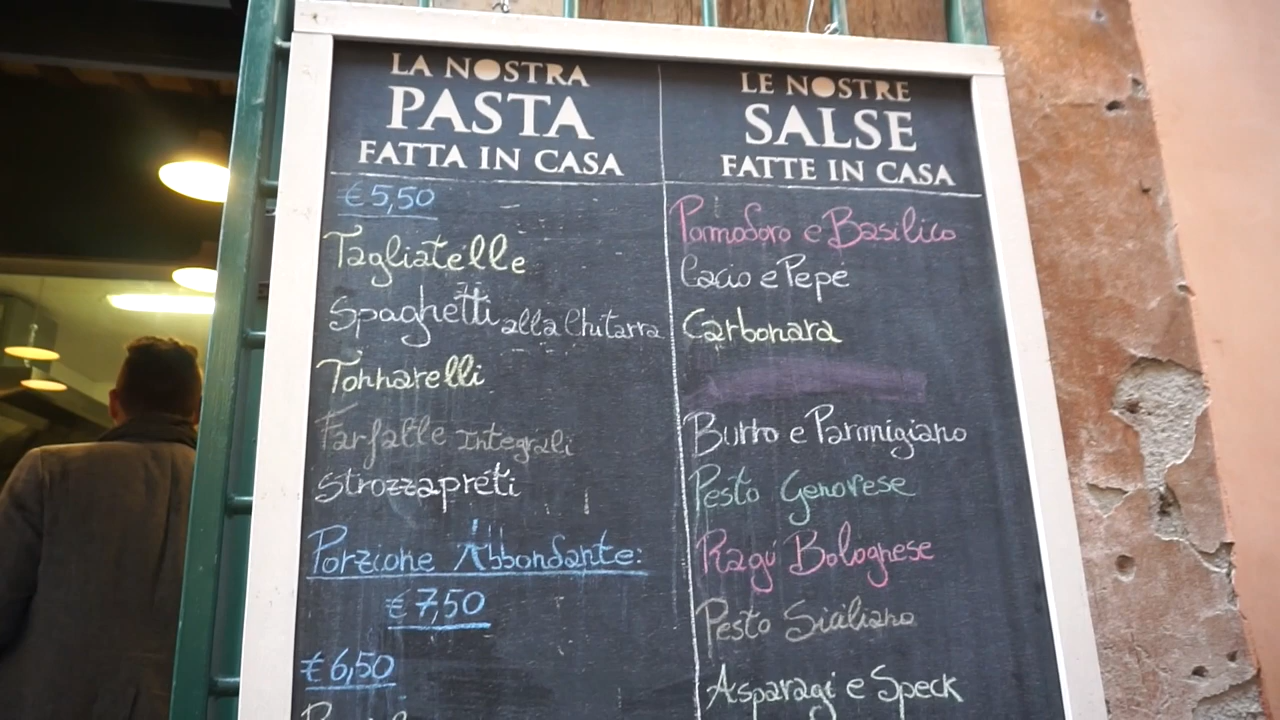 LA NOSTRA
PASTA
FATTA IN CASA
€5,50
Tagliatelle
Spaghetti alla Chitarra
Tonnarelli
Farfalle Integrali
Strozzapreti
Porzione Abbondante:
€7,50
€6,50
LE NOSTRE
SALSE
FATTE IN CASA
Pomodoro e Basilico
Cacio e Pepe
Carbonara
Burro e Parmigiano
Pesto Genovese
Ragù Bolognese
Pesto Siciliano
Asparagi e Speck